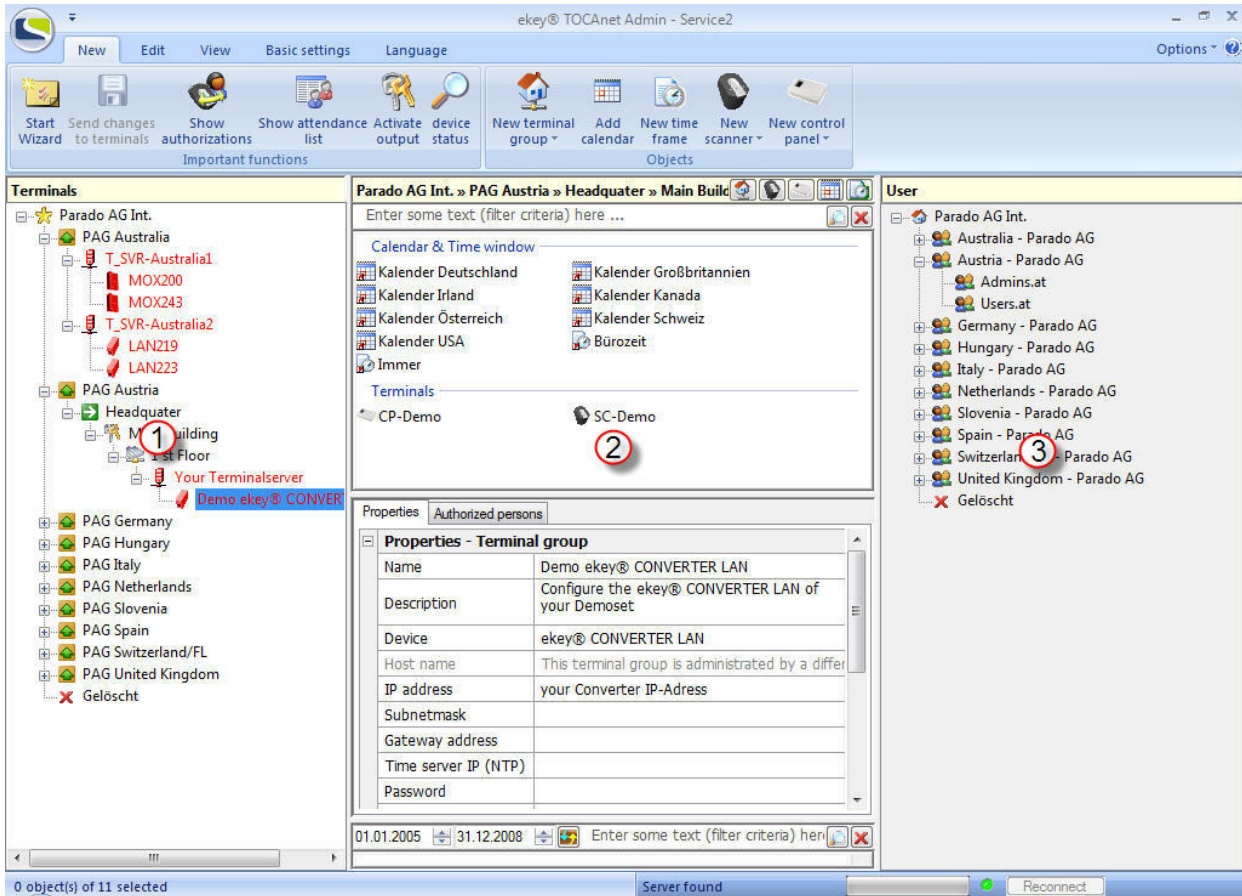 ekey® TOCAnet Admin - Service2
New Edit View Basic settings Language Options
Start Wizard
Send changes to terminals
Show authorizations
Show attendance list
Activate output
device status
Important functions
New terminal group
Add calendar
New time frame
New scanner
New control panel
Objects
Terminals
Parado AG Int.
PAG Australia
T_SVR-Australia1
MOX200
MOX243
T_SVR-Australia2
LAN219
LAN223
PAG Austria
Headquater
1
st Floor
Your Terminalserver
Demo ekey® CONVERT
PAG Germany
PAG Hungary
PAG Italy
PAG Netherlands
PAG Slovenia
PAG Spain
PAG Switzerland/FL
PAG United Kingdom
Gelöscht
Parado AG Int. » PAG Austria » Headquater » Main Build
Enter some text (filter criteria) here ...
Calendar & Time window
Kalender Deutschland Kalender Großbritannien
Kalender Irland Kalender Kanada
Kalender Österreich Kalender Schweiz
Kalender USA Bürozeit
Immer
Terminals
CP-Demo SC-Demo
2
Properties Authorized persons
Properties - Terminal group
Name Demo ekey® CONVERTER LAN
Description Configure the ekey® CONVERTER LAN of
your Demoset
Device ekey® CONVERTER LAN
Host name This terminal group is administrated by a differ
IP address your Converter IP-Adress
Subnetmask
Gateway address
Time server IP (NTP)
Password
01.01.2005 31.12.2008 Enter some text (filter criteria) her
User
Parado AG Int.
Australia - Parado AG
Austria - Parado AG
Admins.at
Users.at
Germany - Parado AG
Hungary - Parado AG
Italy - Parado AG
Netherlands - Parado AG
Slovenia - Parado AG
Spain - Parado AG
3
Parado AG
United Kingdom - Parado AG
Gelöscht
0 object(s) of 11 selected Server found Reconnect